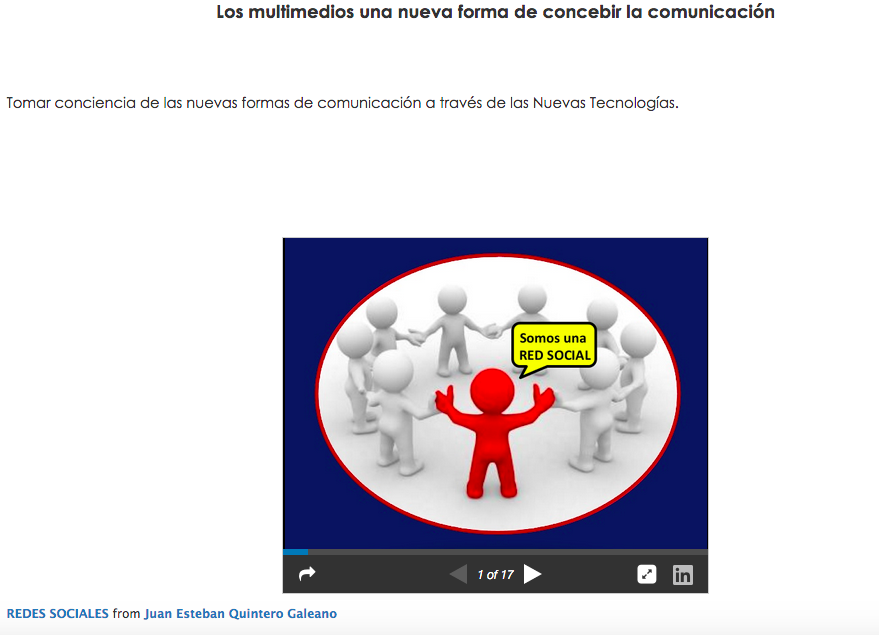 Los multimedios una nueva forma de concebir la comunicación
Tomar conciencia de las nuevas formas de comunicación a través de las Nuevas Tecnologías.
Somos una
RED SOCIAL
1 of 17
in
REDES SOCIALES from Juan Esteban Quintero Galeano